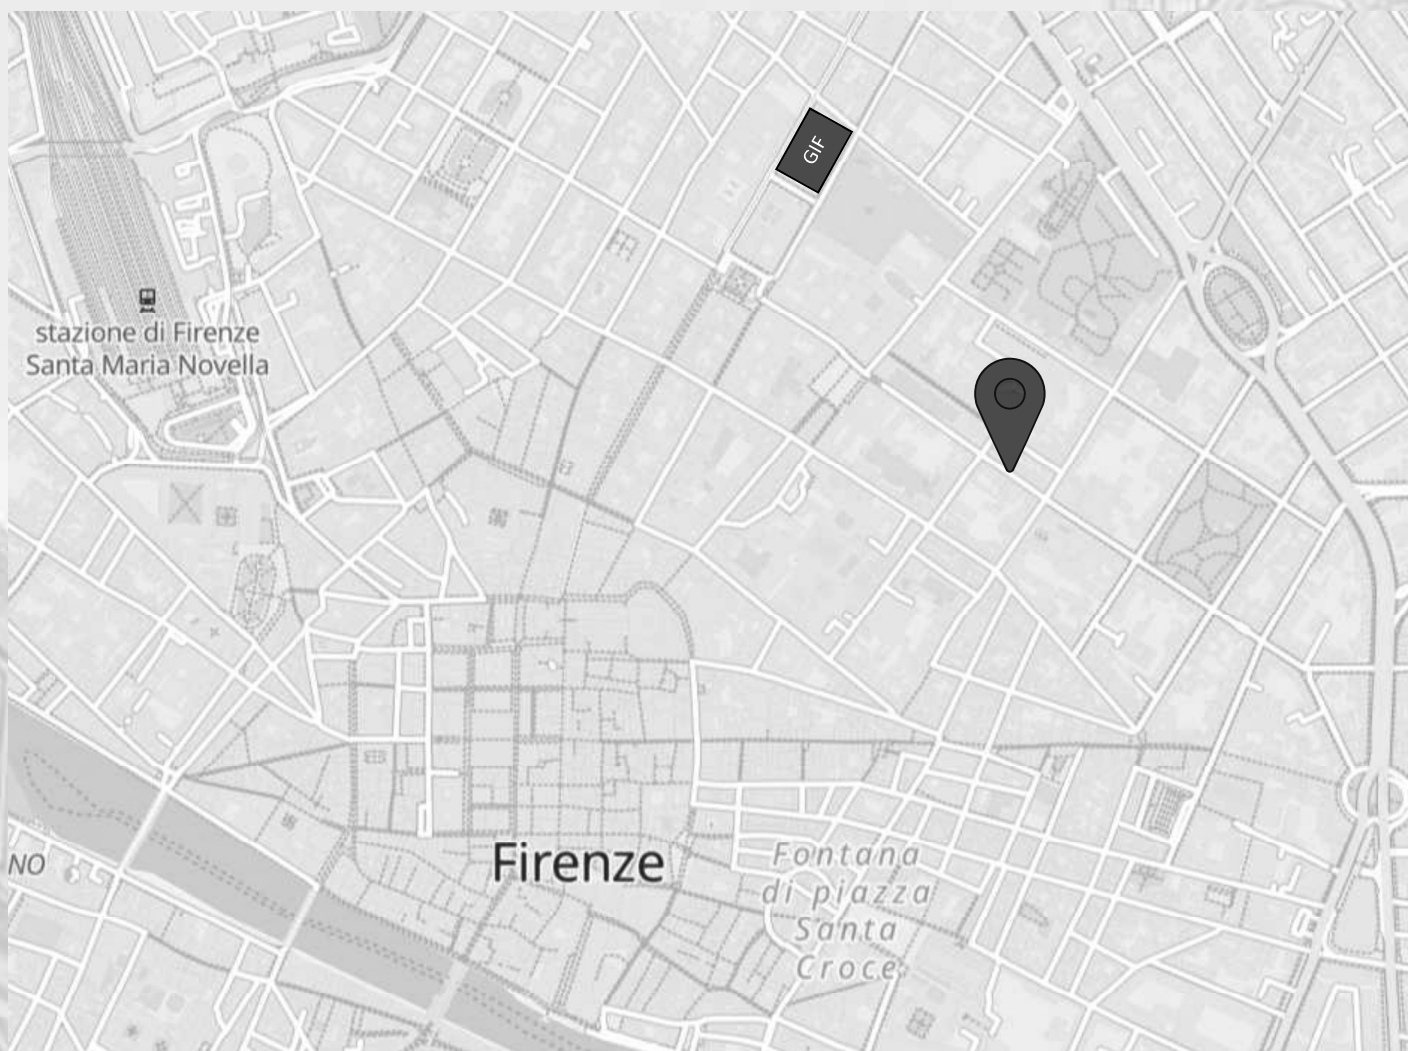 GIF
stazione di Firenze
Santa Maria Novella
NO
Firenze
Fontana
di piazza
Santa
Croce